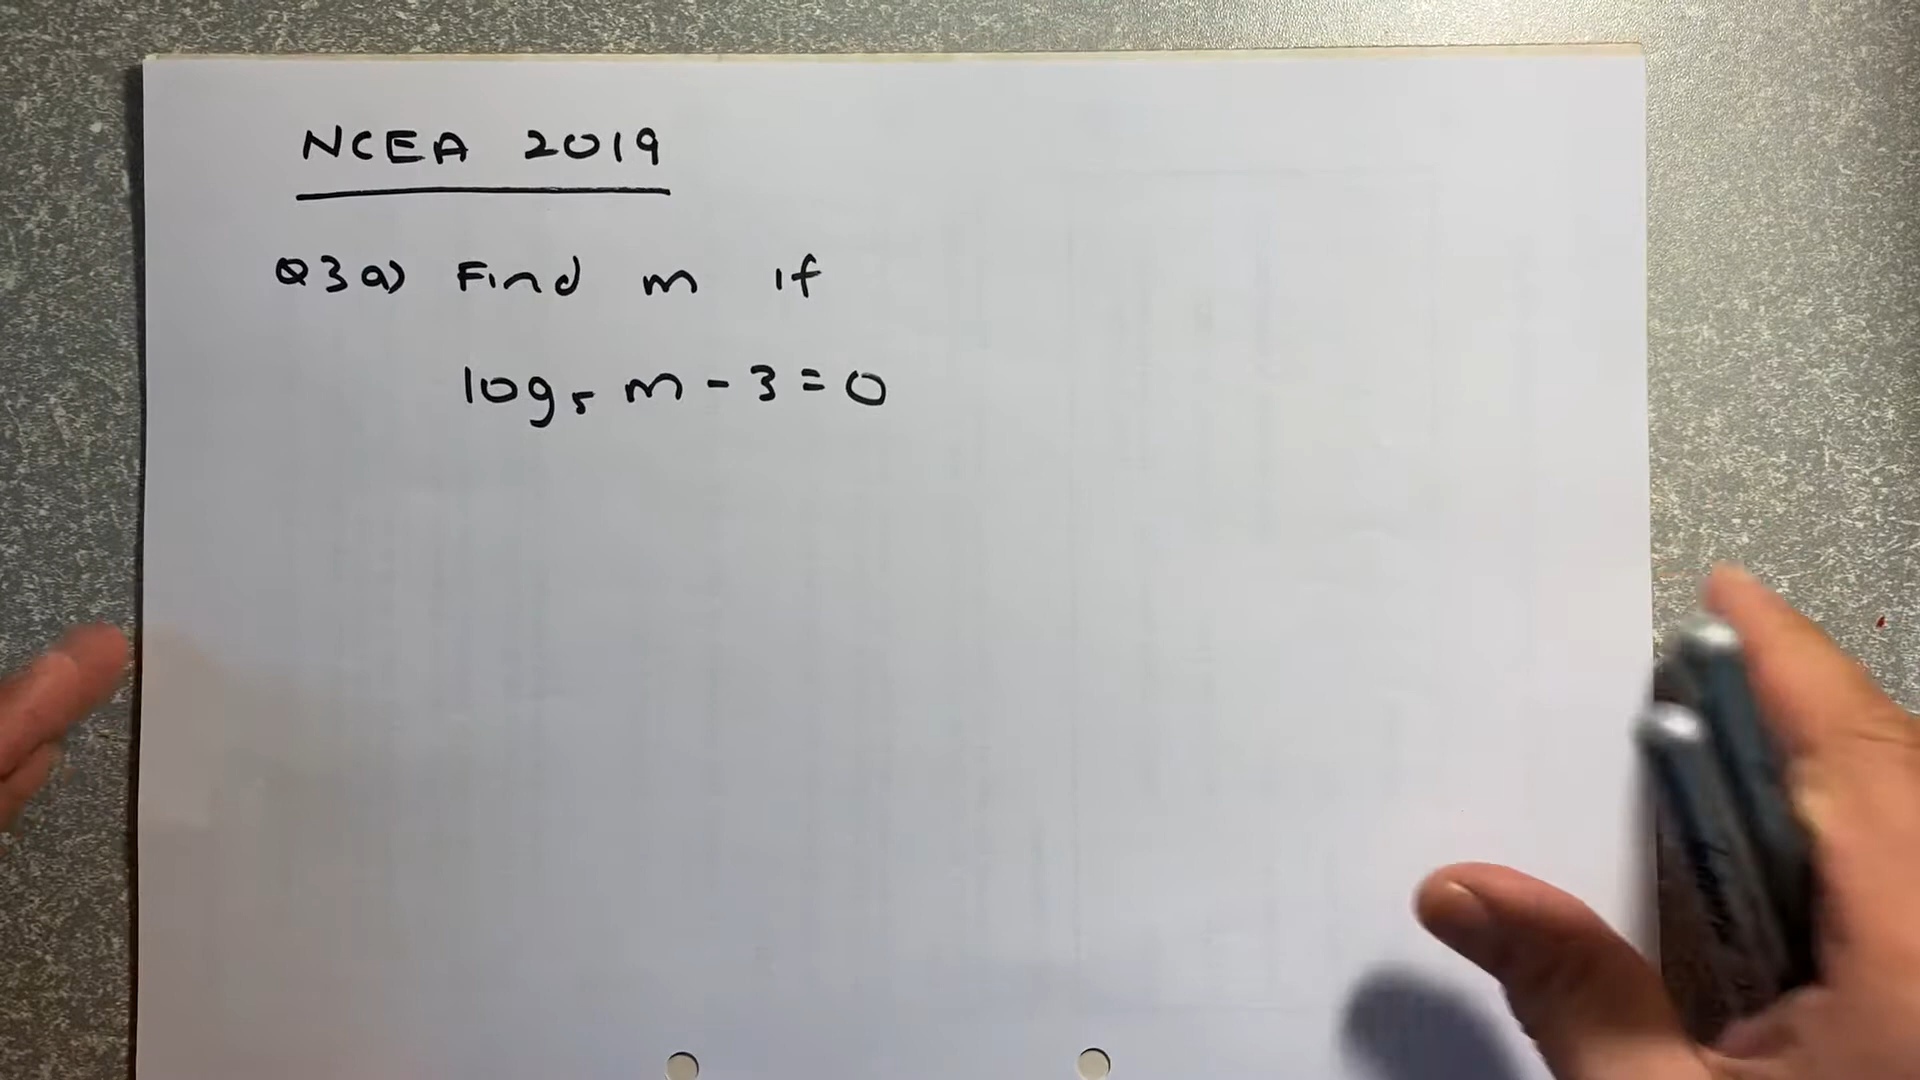 NCEA 2019
Q3a) Find m if
log₅ m - 3 = 0